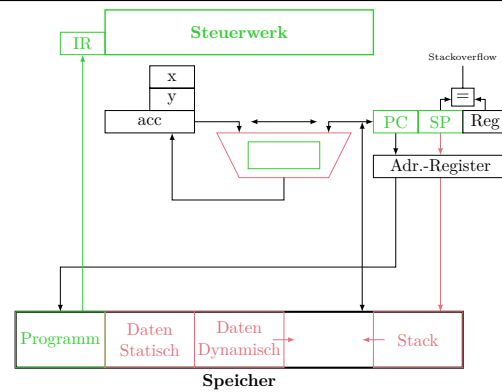 Steuerwerk
IR
Stackoverflow
x
y
=
acc
PC
SP
Reg
Adr.-Register
Programm
Daten
Statisch
Daten
Dynamisch
Stack
Speicher